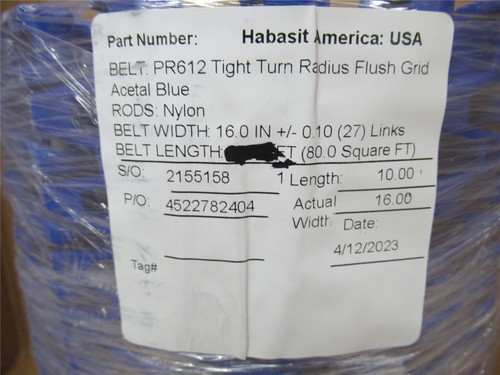 Part Number: Habasit America: USA
BELT: PR612 Tight Turn Radius Flush Grid
Acetal Blue
RODS: Nylon
BELT WIDTH: 16.0 IN +/- 0.10 (27) Links
BELT LENGTH: FT (80.0 Square FT)
S/O: 2155158 1 Length: 10.00 '
P/O: 4522782404 Actual 16.00
Width: Date:
4/12/2023
Tag#